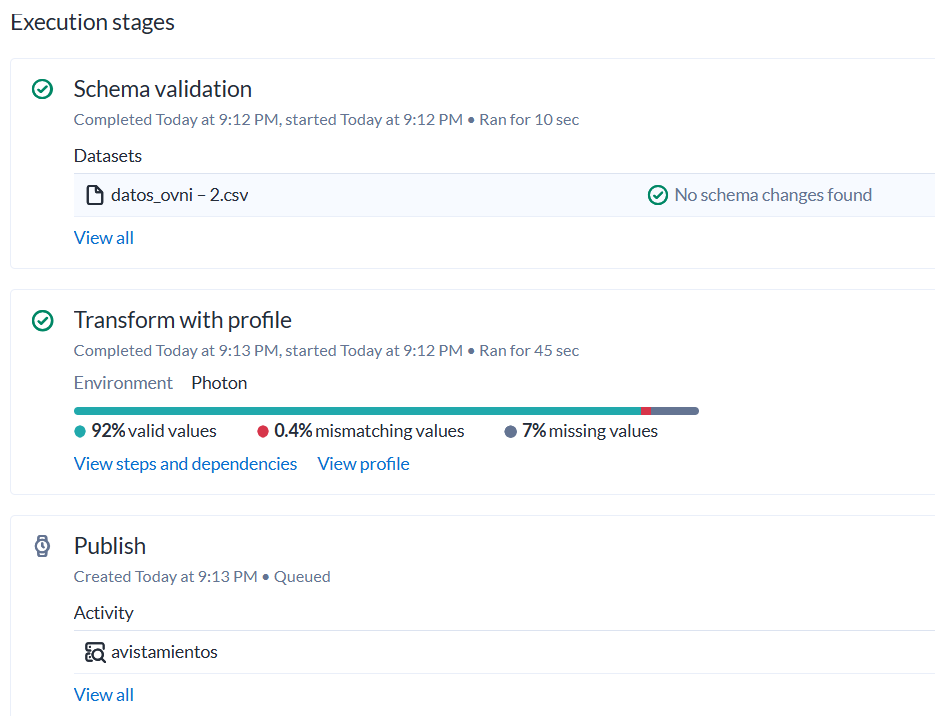 Execution stages
Schema validation
Completed Today at 9:12 PM, started Today at 9:12 PM • Ran for 10 sec
Datasets
datos_ovni – 2.csv No schema changes found
View all
Transform with profile
Completed Today at 9:13 PM, started Today at 9:12 PM • Ran for 45 sec
Environment Photon
92% valid values 0.4% mismatching values 7% missing values
View steps and dependencies View profile
Publish
Created Today at 9:13 PM • Queued
Activity
avistamientos
View all